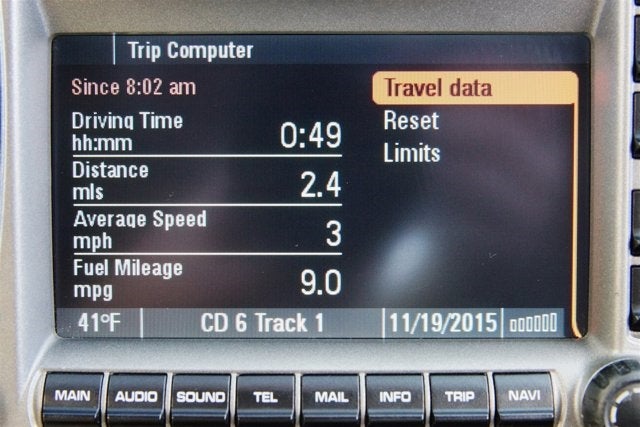 Trip Computer
Since 8:02 am
Travel data
Driving Time
hh:mm 0:49
Reset
Limits
Distance
mls 2.4
Average Speed
mph 3
Fuel Mileage
mpg 9.0
41°F CD 6 Track 1 11/19/2015
MAIN AUDIO SOUND TEL MAIL INFO TRIP NAVI